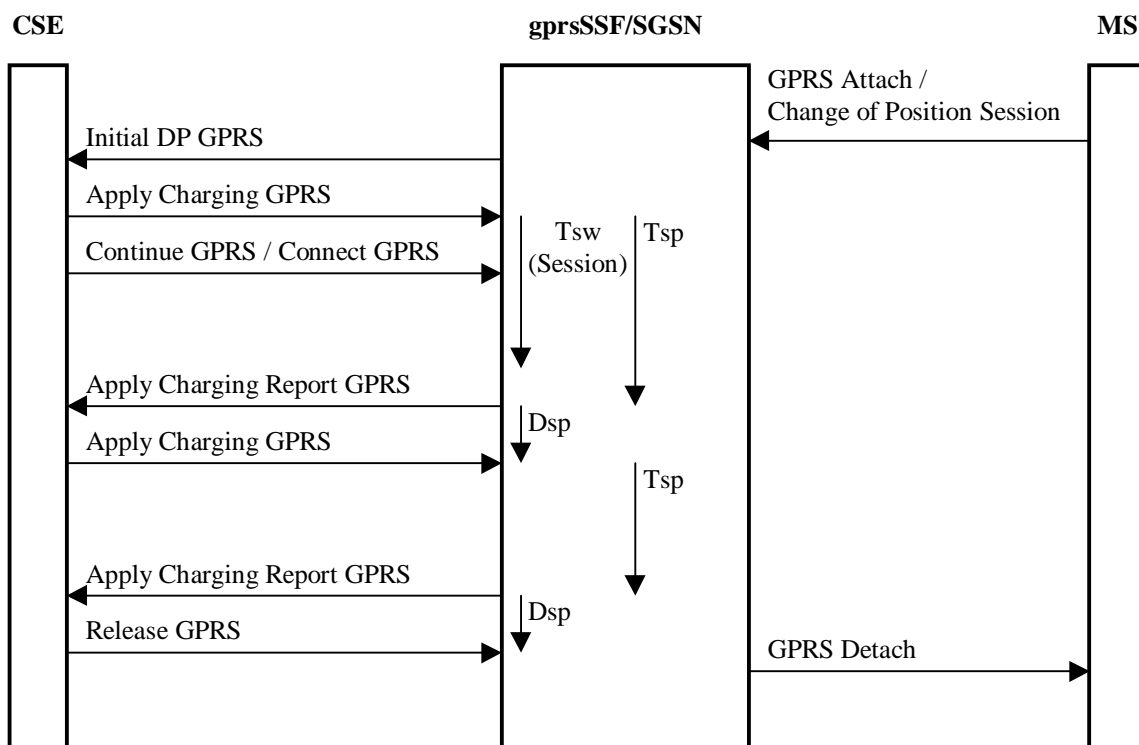 CSE
gprsSSF/SGSN
MS
GPRS Attach /
Change of Position Session
Initial DP GPRS
Apply Charging GPRS
Tsw
(Session)
Tsp
Continue GPRS / Connect GPRS
Apply Charging Report GPRS
Dsp
Apply Charging GPRS
Tsp
Apply Charging Report GPRS
Dsp
Release GPRS
GPRS Detach